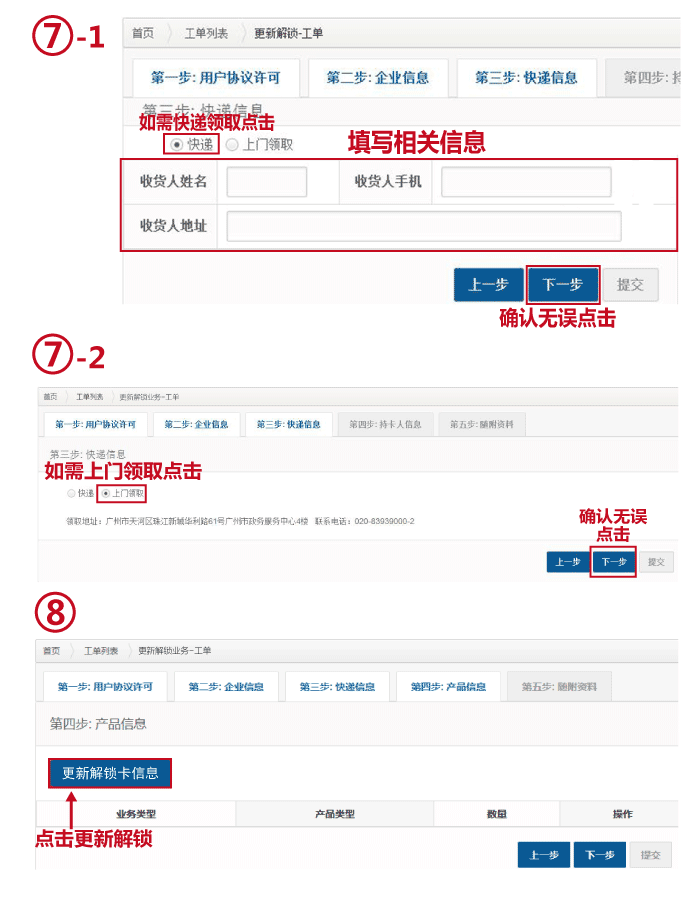 ⑦-1
首页 工单列表 更新解锁-工单
第一步: 用户协议许可 第二步: 企业信息 第三步: 快递信息 第四步: 持
第三步: 快递信息
如需快递领取点击
快递 上门领取 填写相关信息
收货人姓名 收货人手机
收货人地址
上一步 下一步 提交
确认无误点击
⑦-2
首页 工单列表 更新解锁业务-工单
第一步: 用户协议许可 第二步: 企业信息 第三步: 快递信息 第四步: 持卡人信息 第五步: 随附资料
第三步: 快递信息
如需上门领取点击
快递 上门领取
领取地址：广州市天河区珠江新城华利路61号广州市政务服务中心4楼 联系电话：020-83939000-2
确认无误
点击
上一步 下一步 提交
⑧
首页 工单列表 更新解锁业务-工单
第一步: 用户协议许可 第二步: 企业信息 第三步: 快递信息 第四步: 产品信息 第五步: 随附资料
第四步: 产品信息
更新解锁卡信息
业务类型 产品类型 数量 操作
点击更新解锁
上一步 下一步 提交